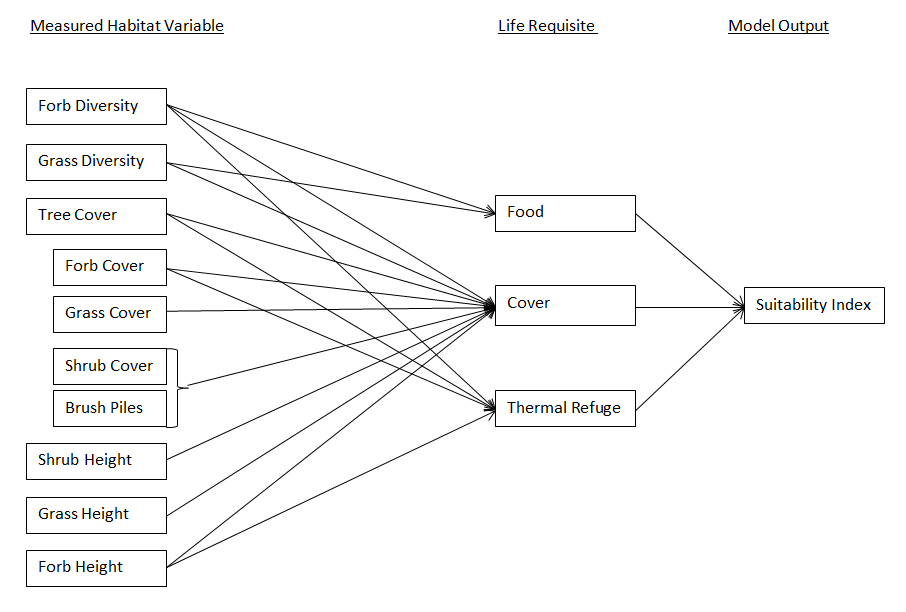 Measured Habitat Variable
Life Requisite
Model Output
Forb Diversity
Grass Diversity
Tree Cover
Forb Cover
Grass Cover
Shrub Cover
Brush Piles
Shrub Height
Grass Height
Forb Height
Food
Cover
Thermal Refuge
Suitability Index